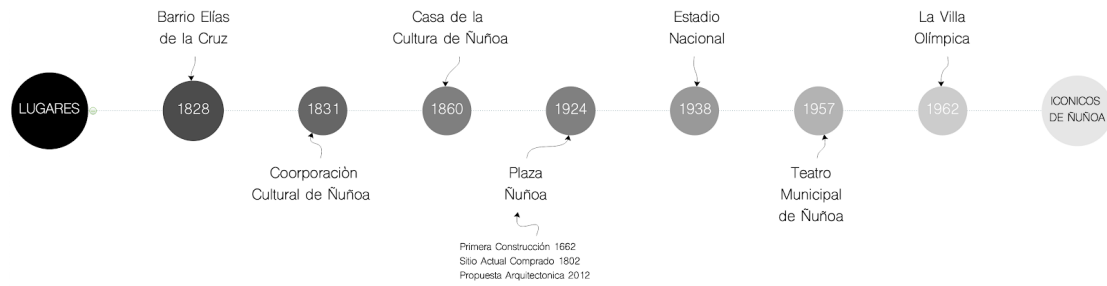 LUGARES
Barrio Elías
de la Cruz
1828
1831
Coorporaciòn
Cultural de Ñuñoa
Casa de la
Cultura de Ñuñoa
1860
1924
Plaza
Ñuñoa
Primera Construcción 1662
Sitio Actual Comprado 1802
Propuesta Arquitectonica 2012
Estadio
Nacional
1938
1957
Teatro
Municipal
de Ñuñoa
La Villa
Olímpica
1962
ICONICOS
DE ÑUÑOA